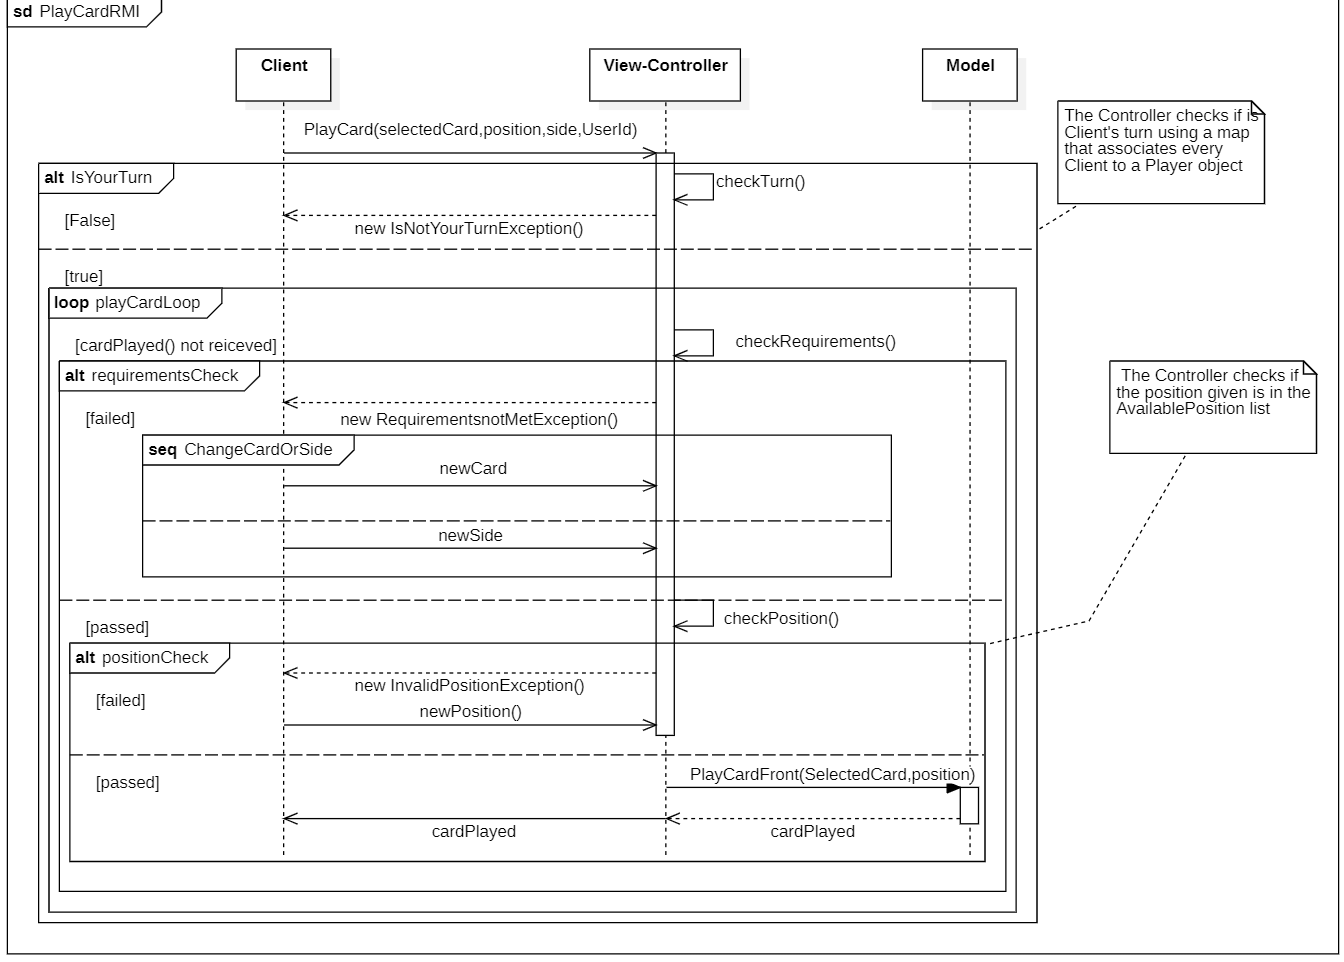 sd PlayCardRMI
Client
View-Controller
Model
The Controller checks if is
Client's turn using a map
that associates every
Client to a Player object
PlayCard(selectedCard,position,side,UserId)
alt IsYourTurn
checkTurn()
[False]
new IsNotYourTurnException()
[true]
loop playCardLoop
[cardPlayed() not reiceved]
checkRequirements()
alt requirementsCheck
The Controller checks if
the position given is in the
AvailablePosition list
[failed]
new RequirementsnotMetException()
seq ChangeCardOrSide
newCard
newSide
checkPosition()
[passed]
alt positionCheck
new InvalidPositionException()
[failed]
newPosition()
[passed]
PlayCardFront(SelectedCard,position)
cardPlayed
cardPlayed